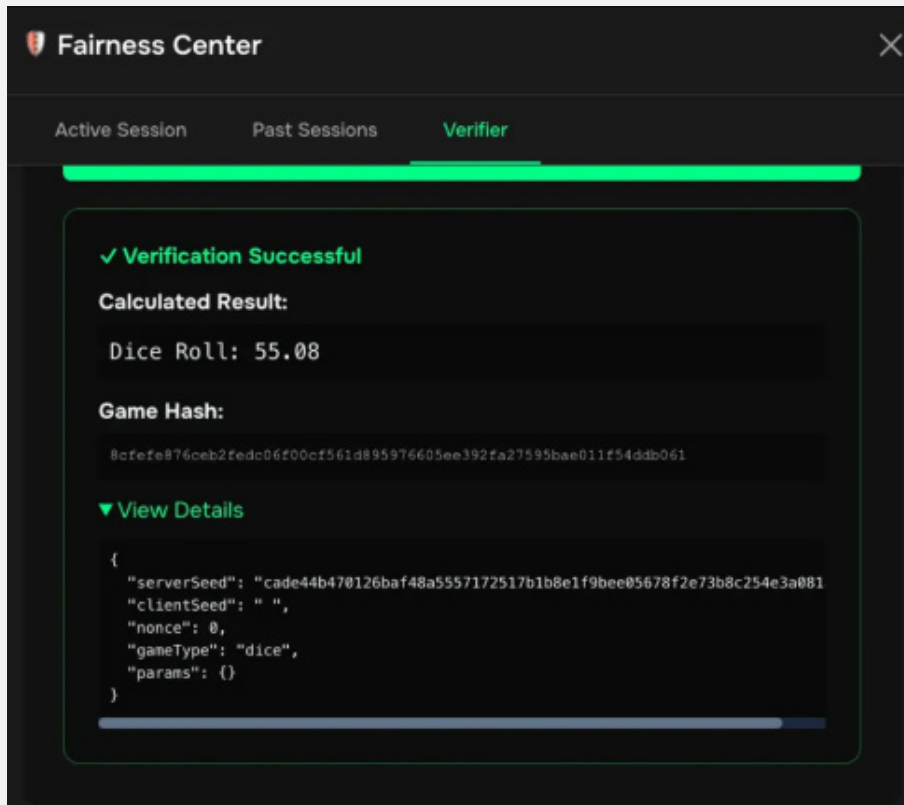 Fairness Center
Active Session Past Sessions Verifier
✓ Verification Successful
Calculated Result:
Dice Roll: 55.08
Game Hash:
8cfefe876ceb2fedc06f00cf561d895976605ee392fa27595bae011f54ddb061
▼ View Details
{
"serverSeed": "cade44b470126baf48a5557172517b1b8e1f9bee05678f2e73b8c254e3a081
"clientSeed": " ",
"nonce": 0,
"gameType": "dice",
"params": {}
}